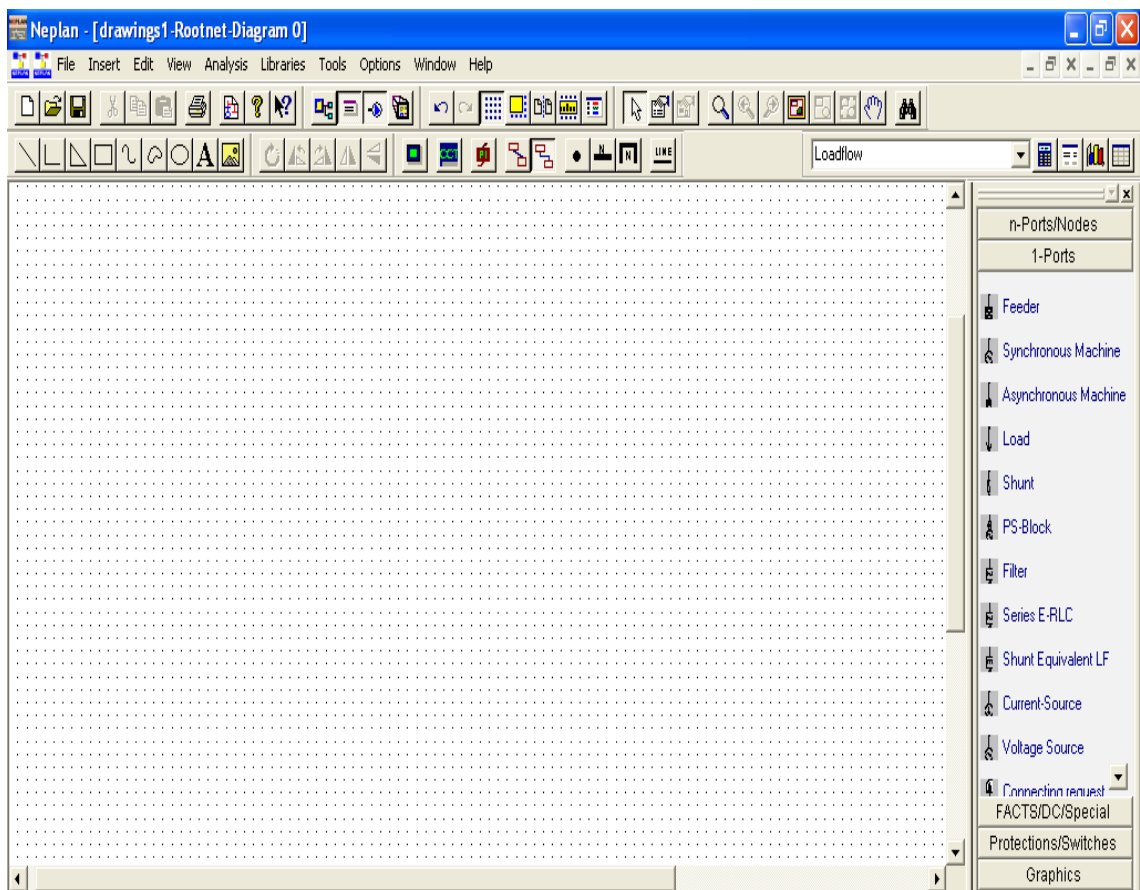 Neplan - [drawings1-Rootnet-Diagram 0]
File Insert Edit View Analysis Libraries Tools Options Window Help
A CCT N N LINE Loadflow
n-Ports/Nodes
1-Ports
Feeder
Synchronous Machine
Asynchronous Machine
Load
Shunt
PS-Block
Filter
Series E-RLC
Shunt Equivalent LF
Current-Source
Voltage Source
Connecting request
FACTS/DC/Special
Protections/Switches
Graphics